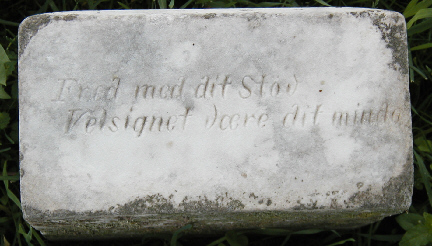 Fred med dit Støv
Velsignet være dit minde